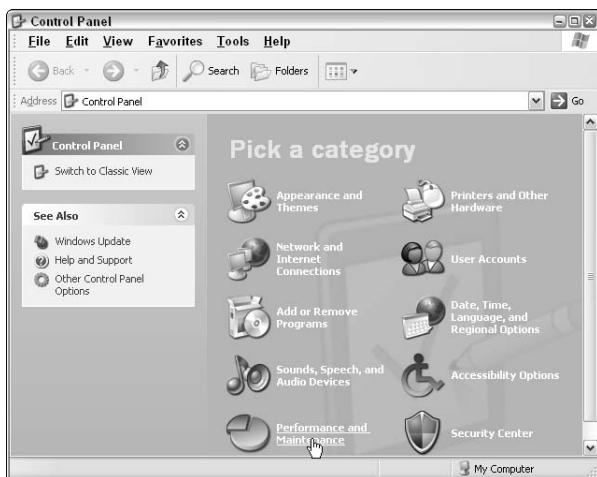 Control Panel
File Edit View Favorites Tools Help
Back Search Folders
Address Control Panel Go
Control Panel
Switch to Classic View
See Also
Windows Update
Help and Support
Other Control Panel
Options
Pick a category
Appearance and
Themes
Printers and Other
Hardware
Network and
Internet
Connections
User Accounts
Add or Remove
Programs
Date, Time,
Language, and
Regional Options
Sounds, Speech, and
Audio Devices
Accessibility Options
Performance and
Maintenance
Security Center
My Computer